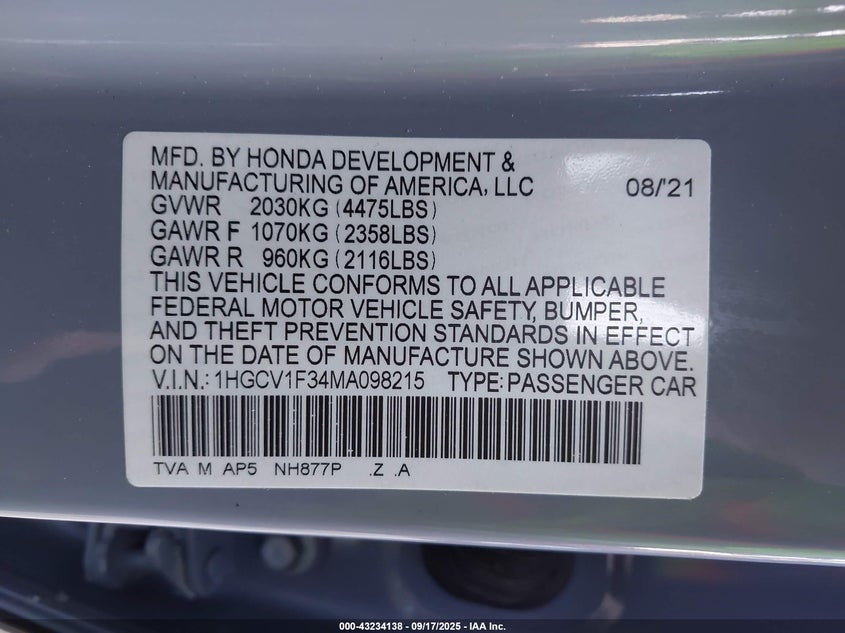 MFD. BY HONDA DEVELOPMENT &
MANUFACTURING OF AMERICA, LLC 08/'21
GVWR 2030KG (4475LBS)
GAWR F 1070KG (2358LBS)
GAWR R 960KG (2116LBS)
THIS VEHICLE CONFORMS TO ALL APPLICABLE
FEDERAL MOTOR VEHICLE SAFETY, BUMPER,
AND THEFT PREVENTION STANDARDS IN EFFECT
ON THE DATE OF MANUFACTURE SHOWN ABOVE.
V.I.N.: 1HGCV1F34MA098215 TYPE: PASSENGER CAR
TVA M AP5 NH877P .Z .A
000-43234138 - 09/17/2025 - IAA Inc.